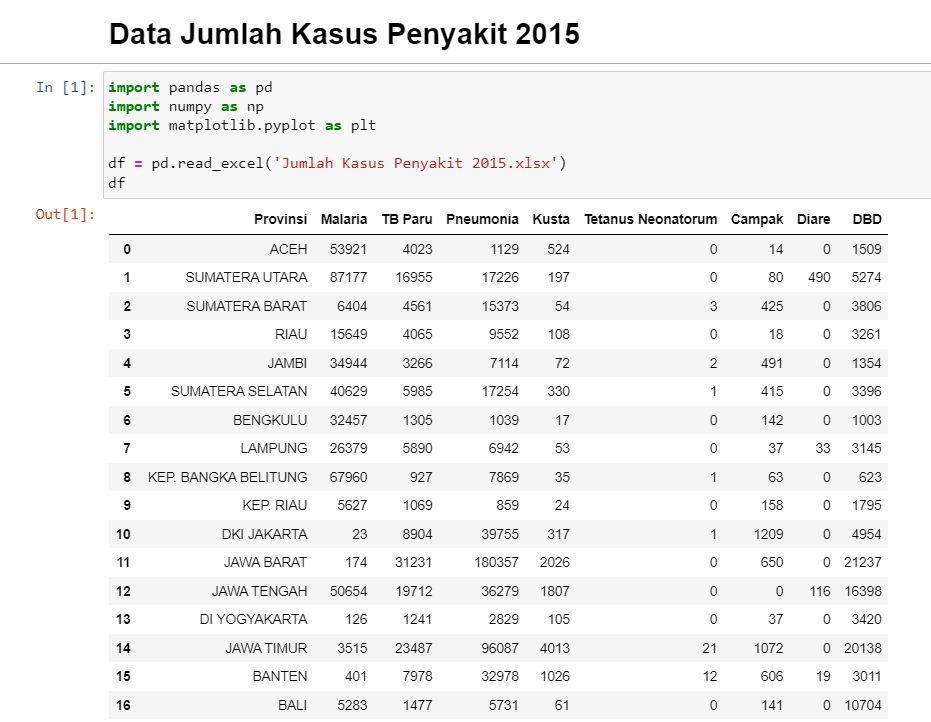 Data Jumlah Kasus Penyakit 2015
In [1]: import pandas as pd
import numpy as np
import matplotlib.pyplot as plt
df = pd.read_excel('Jumlah Kasus Penyakit 2015.xlsx')
df
Out[1]:
Provinsi Malaria TB Paru Pneumonia Kusta Tetanus Neonatorum Campak Diare DBD
0 ACEH 53921 4023 1129 524 0 14 0 1509
1 SUMATERA UTARA 87177 16955 17226 197 0 80 490 5274
2 SUMATERA BARAT 6404 4561 15373 54 3 425 0 3806
3 RIAU 15649 4065 9552 108 0 18 0 3261
4 JAMBI 34944 3266 7114 72 2 491 0 1354
5 SUMATERA SELATAN 40629 5985 17254 330 1 415 0 3396
6 BENGKULU 32457 1305 1039 17 0 142 0 1003
7 LAMPUNG 26379 5890 6942 53 0 37 33 3145
8 KEP. BANGKA BELITUNG 67960 927 7869 35 1 63 0 623
9 KEP. RIAU 5627 1069 859 24 0 158 0 1795
10 DKI JAKARTA 23 8904 39755 317 1 1209 0 4954
11 JAWA BARAT 174 31231 180357 2026 0 650 0 21237
12 JAWA TENGAH 50654 19712 36279 1807 0 0 116 16398
13 DI YOGYAKARTA 126 1241 2829 105 0 37 0 3420
14 JAWA TIMUR 3515 23487 96087 4013 21 1072 0 20138
15 BANTEN 401 7978 32978 1026 12 606 19 3011
16 BALI 5283 1477 5731 61 0 141 0 10704